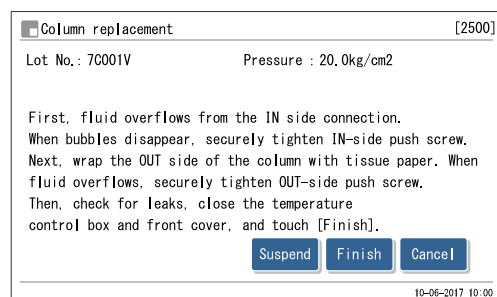 Column replacement [2500]
Lot No.: 7C001V Pressure : 20.0kg/cm2
First, fluid overflows from the IN side connection.
When bubbles disappear, securely tighten IN-side push screw.
Next, wrap the OUT side of the column with tissue paper. When
fluid overflows, securely tighten OUT-side push screw.
Then, check for leaks, close the temperature
control box and front cover, and touch [Finish].
Suspend Finish Cancel
10-06-2017 10:00